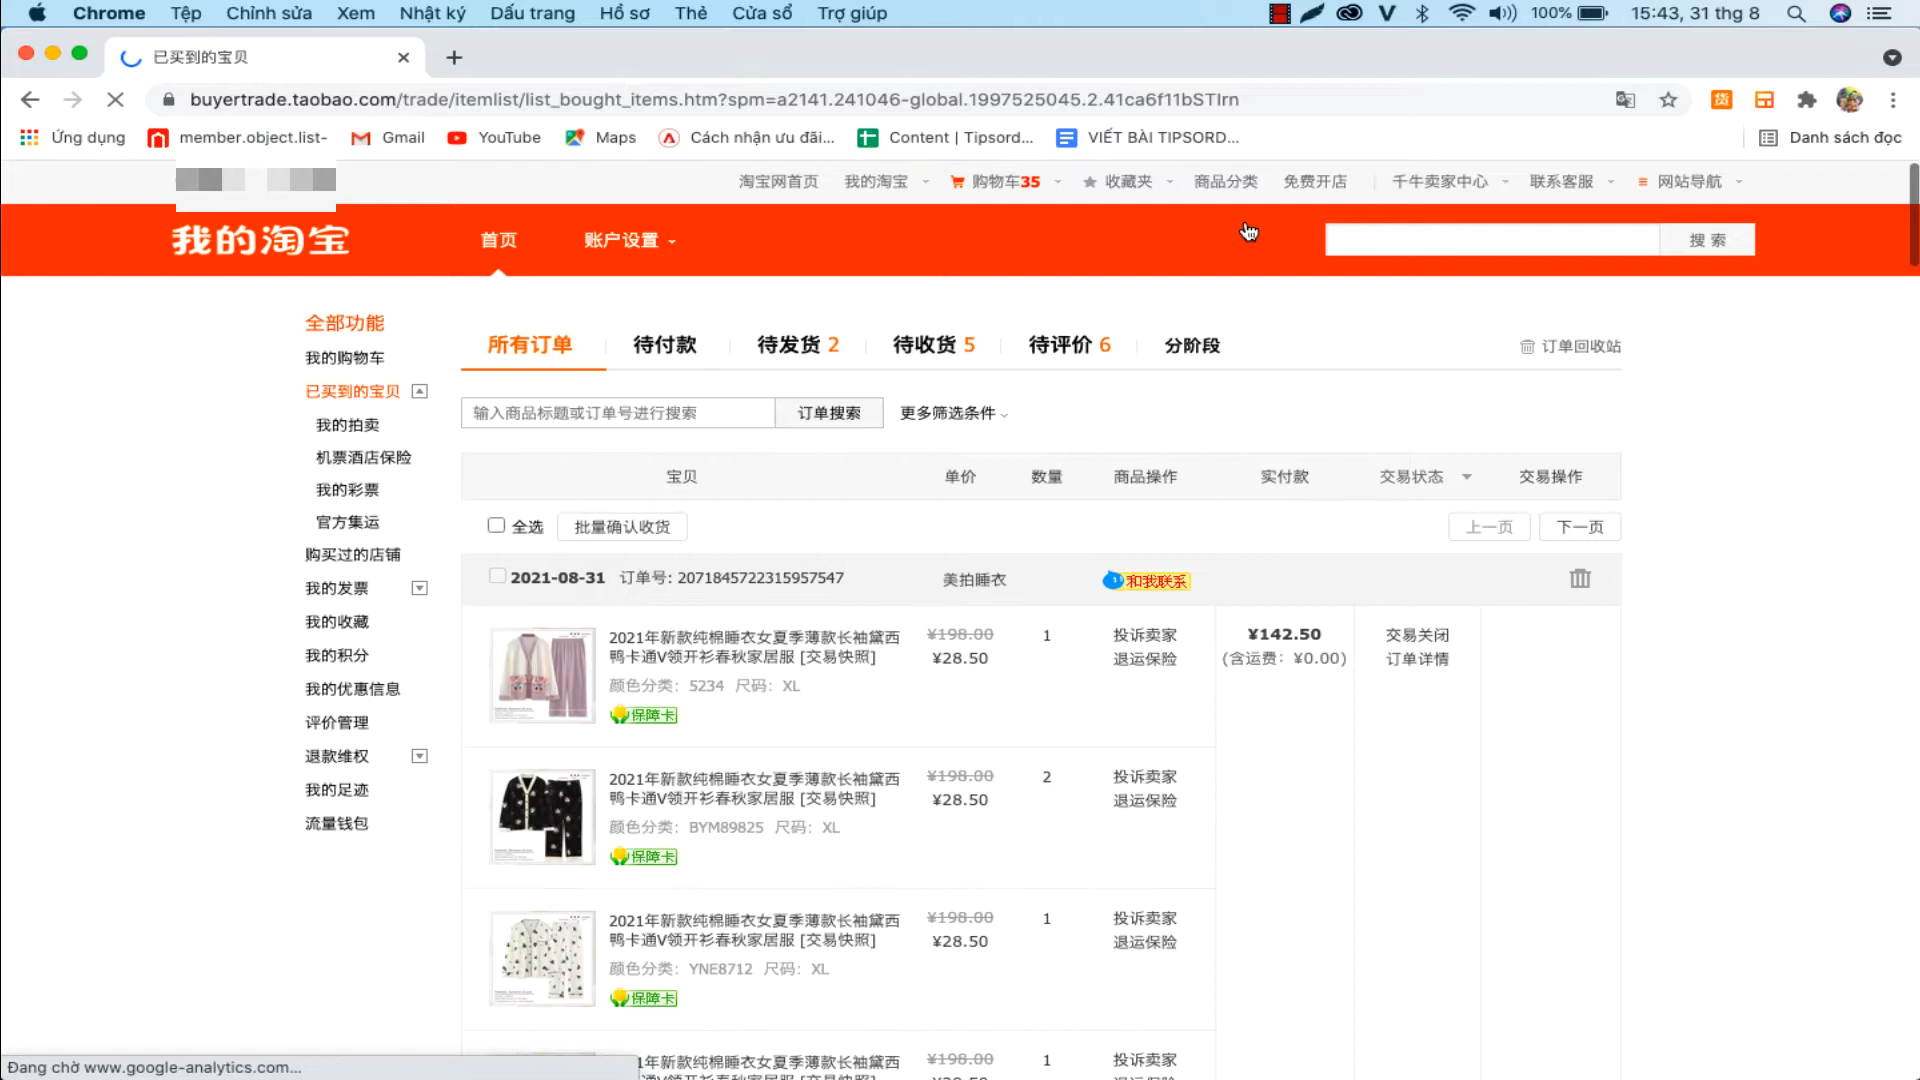 Chrome Tệp Chỉnh sửa Xem Nhật ký Dấu trang Hồ sơ Thẻ Cửa sổ Trợ giúp 100% 15:43, 31 thg 8
已买到的宝贝
buyertrade.taobao.com/trade/itemlist/list_bought_items.htm?spm=a2141.241046-global.1997525045.2.41ca6f11bSTIrn
Ứng dụng member.object.list- Gmail YouTube Maps Cách nhận ưu đãi... Content | Tipsord... VIẾT BÀI TIPSORD... Danh sách đọc
淘宝网首页 我的淘宝 购物车35 收藏夹 商品分类 免费开店 千牛卖家中心 联系客服 网站导航
我的淘宝 首页 账户设置 搜 索
全部功能
我的购物车
已买到的宝贝
我的拍卖
机票酒店保险
我的彩票
官方集运
购买过的店铺
我的发票
我的收藏
我的积分
我的优惠信息
评价管理
退款维权
我的足迹
流量钱包
所有订单 待付款 待发货 2 待收货 5 待评价 6 分阶段 订单回收站
输入商品标题或订单号进行搜索 订单搜索 更多筛选条件
宝贝 单价 数量 商品操作 实付款 交易状态 交易操作
全选 批量确认收货 上一页 下一页
2021-08-31 订单号: 2071845722315957547 美拍睡衣 和我联系
2021年新款纯棉睡衣女夏季薄款长袖黛西 ¥198.00 1 投诉卖家 ¥142.50 交易关闭
鸭卡通V领开衫春秋家居服 [交易快照] ¥28.50 退运保险 (含运费：¥0.00) 订单详情
颜色分类：5234 尺码：XL
保障卡
2021年新款纯棉睡衣女夏季薄款长袖黛西 ¥198.00 2 投诉卖家
鸭卡通V领开衫春秋家居服 [交易快照] ¥28.50 退运保险
颜色分类：BYM89825 尺码：XL
保障卡
2021年新款纯棉睡衣女夏季薄款长袖黛西 ¥198.00 1 投诉卖家
鸭卡通V领开衫春秋家居服 [交易快照] ¥28.50 退运保险
颜色分类：YNE8712 尺码：XL
保障卡
1年新款纯棉睡衣女夏季薄款长袖黛西 ¥198.00 1 投诉卖家
Đang chờ www.google-analytics.com...